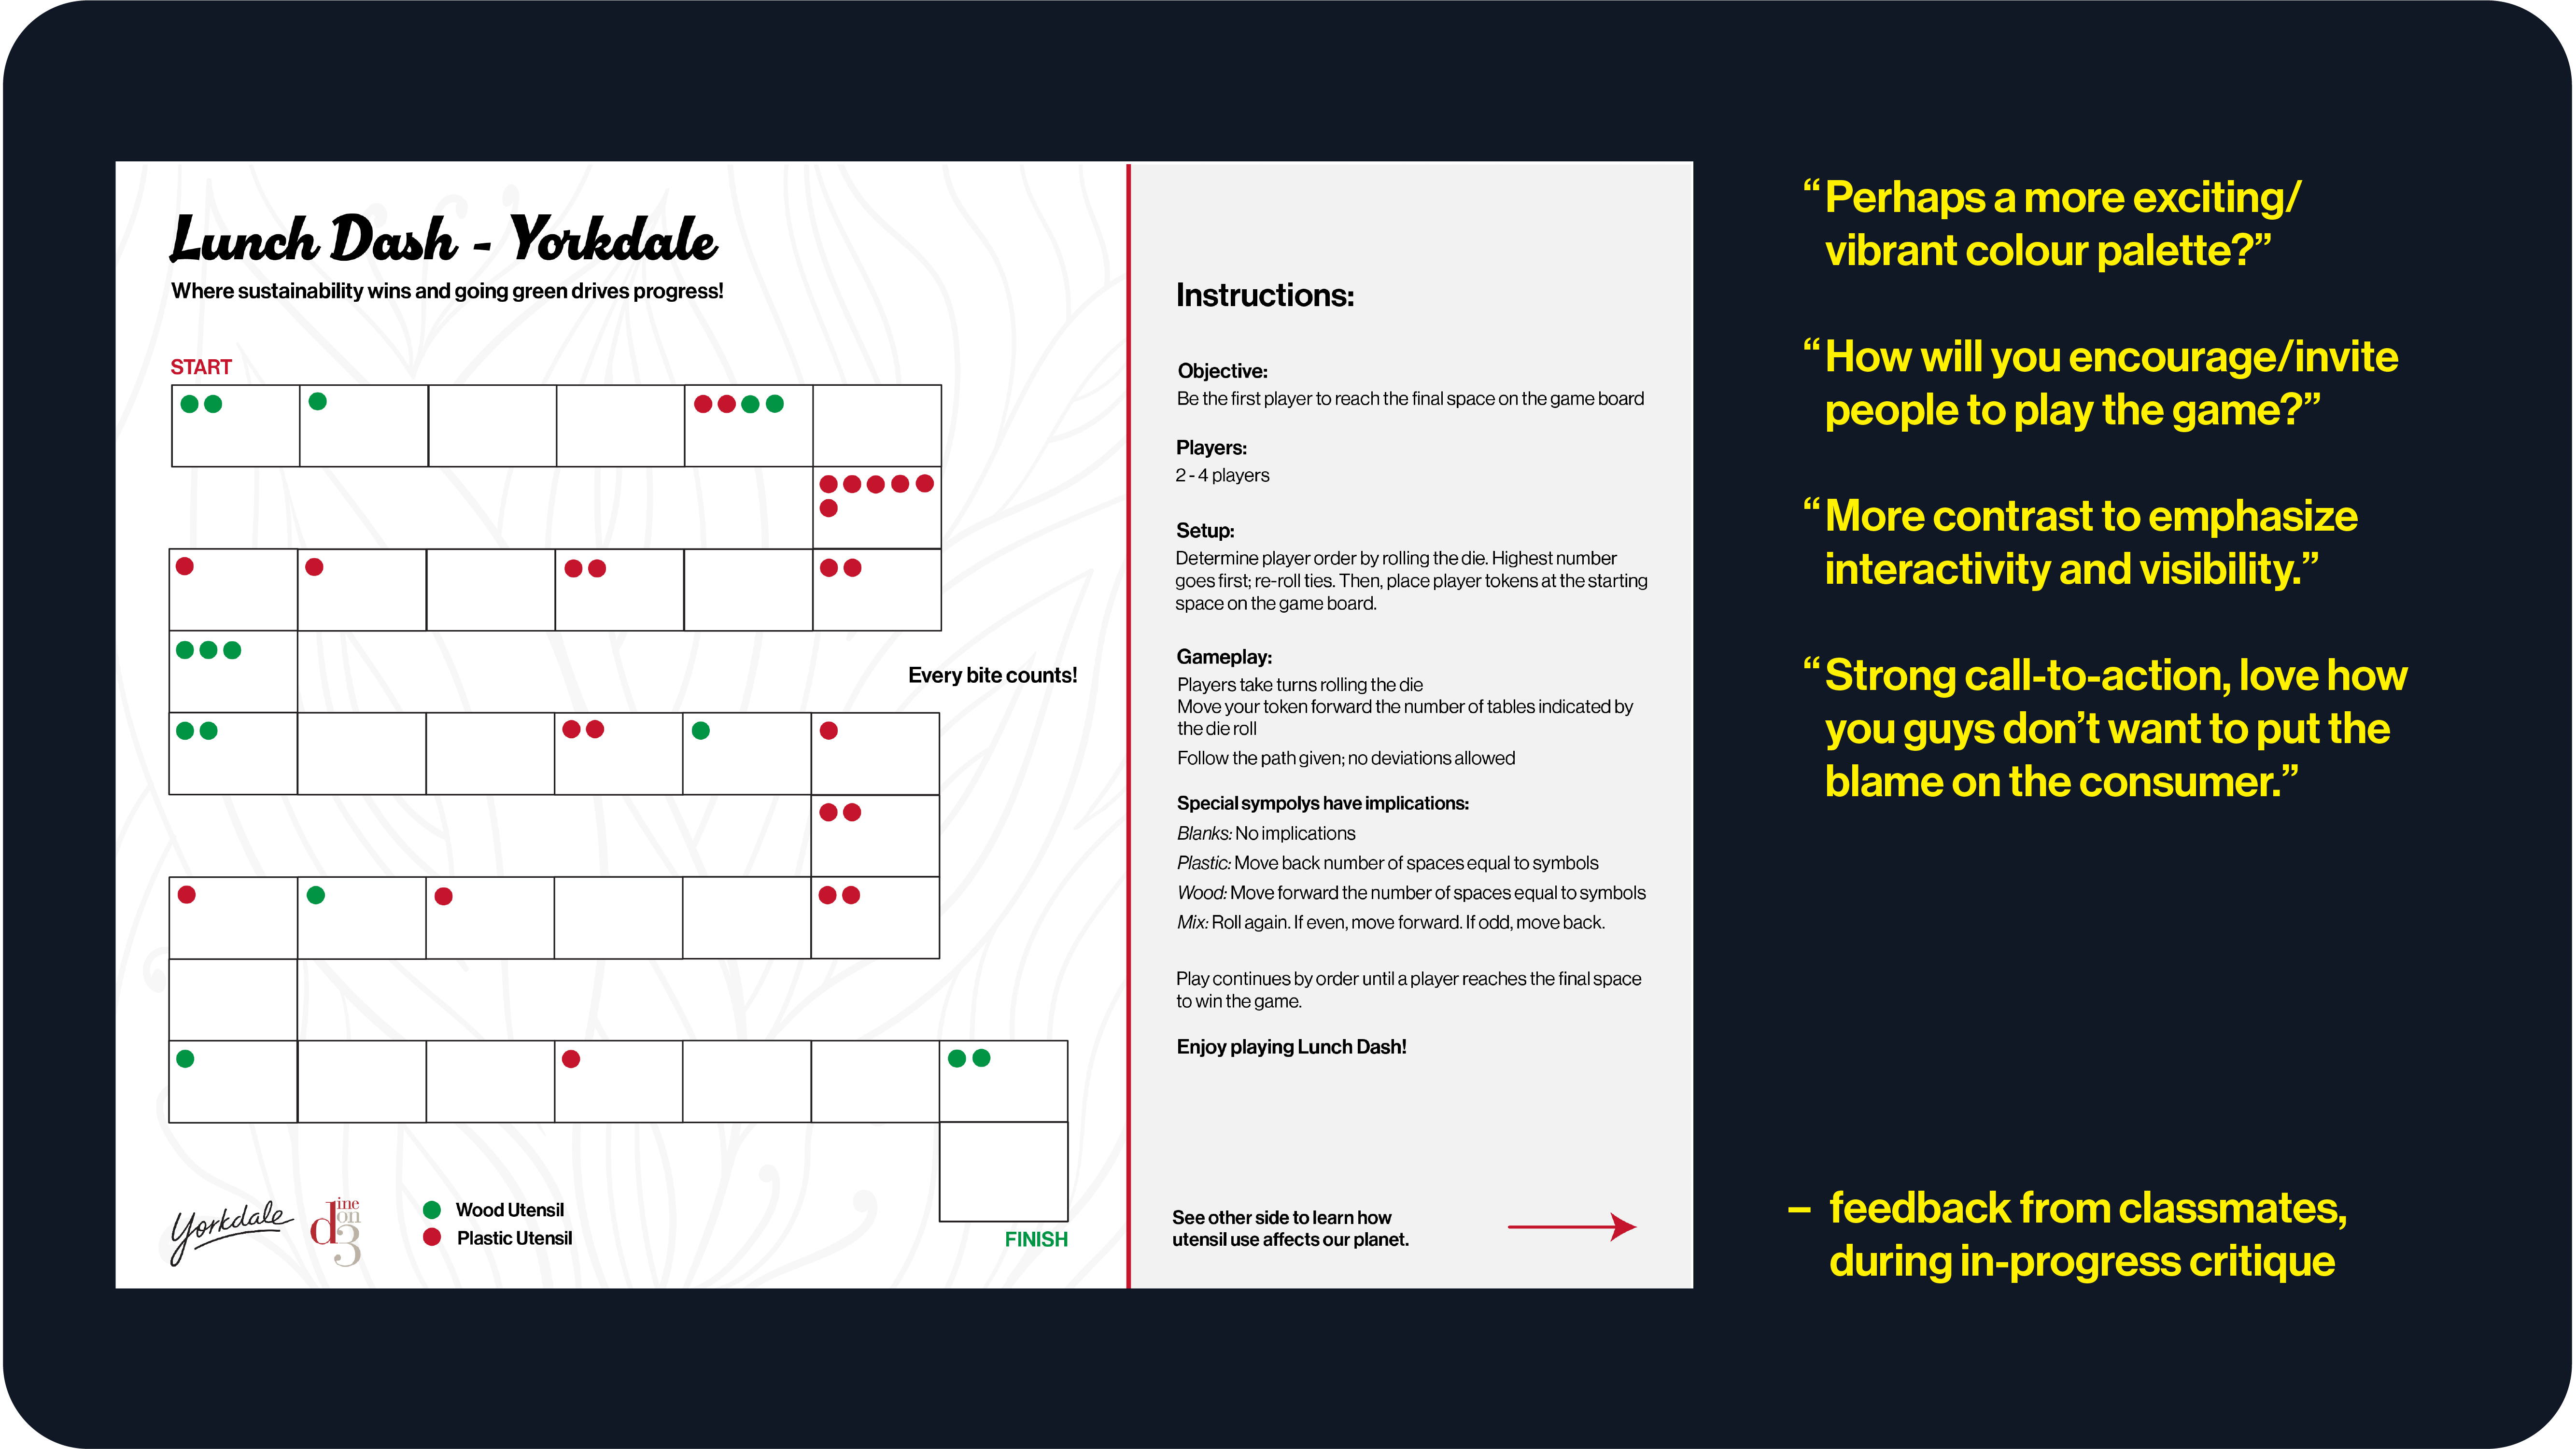 Lunch Dash - Yorkdale
Where sustainability wins and going green drives progress!
START
Every bite counts!
FINISH
Yorkdale
dine
on
3
Wood Utensil
Plastic Utensil
Instructions:
Objective:
Be the first player to reach the final space on the game board
Players:
2 - 4 players
Setup:
Determine player order by rolling the die. Highest number
goes first; re-roll ties. Then, place player tokens at the starting
space on the game board.
Gameplay:
Players take turns rolling the die
Move your token forward the number of tables indicated by
the die roll
Follow the path given; no deviations allowed
Special sympolys have implications:
Blanks: No implications
Plastic: Move back number of spaces equal to symbols
Wood: Move forward the number of spaces equal to symbols
Mix: Roll again. If even, move forward. If odd, move back.
Play continues by order until a player reaches the final space
to win the game.
Enjoy playing Lunch Dash!
See other side to learn how
utensil use affects our planet.
“Perhaps a more exciting/
vibrant colour palette?”
“How will you encourage/invite
people to play the game?”
“More contrast to emphasize
interactivity and visibility.”
“Strong call-to-action, love how
you guys don’t want to put the
blame on the consumer.”
– feedback from classmates,
during in-progress critique